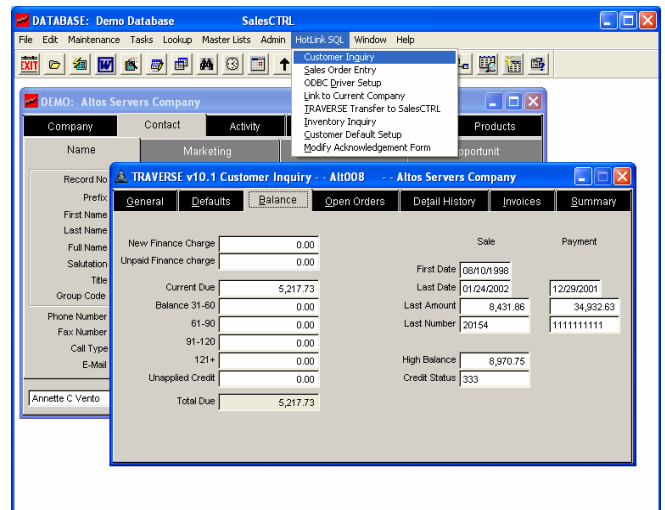 DATABASE: Demo Database SalesCTRL
File Edit Maintenance Tasks Lookup Master Lists Admin HotLink SQL Window Help
EXIT
Customer Inquiry
Sales Order Entry
ODBC Driver Setup
Link to Current Company
TRAVERSE Transfer to SalesCTRL
Inventory Inquiry
Customer Default Setup
Modify Acknowledgement Form
DEMO: Altos Servers Company
Company Contact Activity Products
Name Marketing opportunit
Record No
Prefix
First Name
Last Name
Full Name
Salutation
Title
Group Code
Phone Number
Fax Number
Call Type
E-Mail
Annette C Vento
TRAVERSE v10.1 Customer Inquiry - - Alt008 - - Altos Servers Company
General Defaults Balance Open Orders Detail History Invoices Summary
New Finance Charge 0.00
Unpaid Finance charge 0.00
Current Due 5,217.73
Balance 31-60 0.00
61-90 0.00
91-120 0.00
121+ 0.00
Unapplied Credit 0.00
Total Due 5,217.73
Sale Payment
First Date 08/10/1998
Last Date 01/24/2002 12/29/2001
Last Amount 8,431.86 34,932.63
Last Number 20154 1111111111
High Balance 8,970.75
Credit Status 333